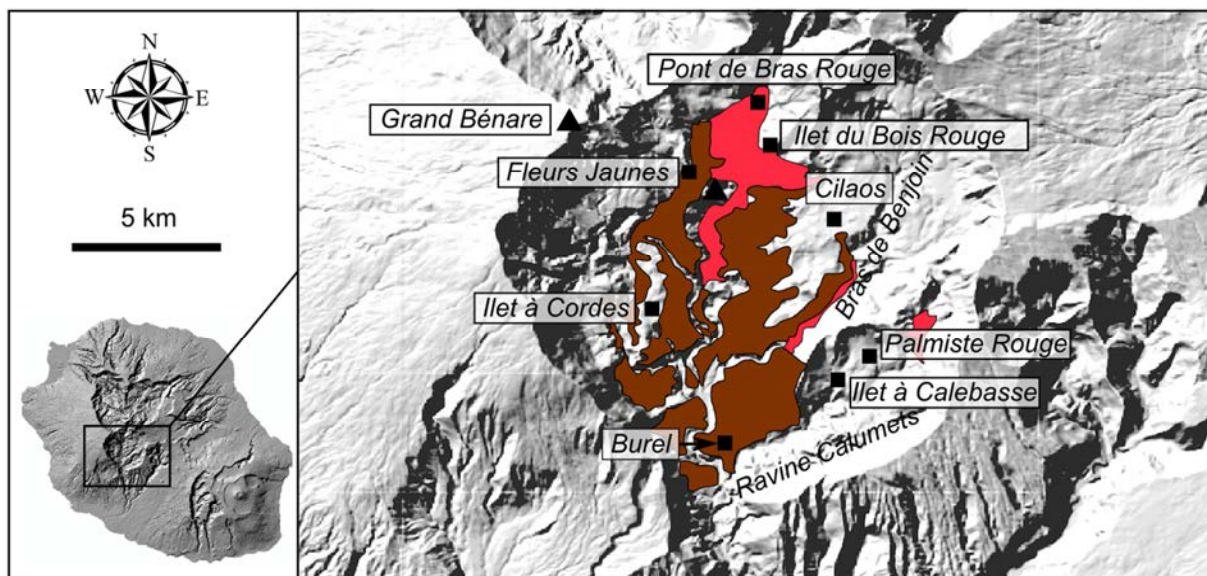 N
W
E
S
5 km
Pont de Bras Rouge
Grand Bénare
Ilet du Bois Rouge
Fleurs Jaunes
Cilaos
Bras de Benjoin
Ilet à Cordes
Palmiste Rouge
Ilet à Calebasse
Burel
Ravine Calumets